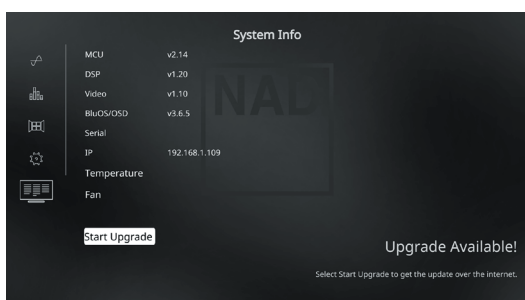 System Info
MCU v2.14
DSP v1.20
Video v1.10
BluOS/OSD v3.6.5
Serial
IP 192.168.1.109
Temperature
Fan
Start Upgrade
NAD
Upgrade Available!
Select Start Upgrade to get the update over the internet.